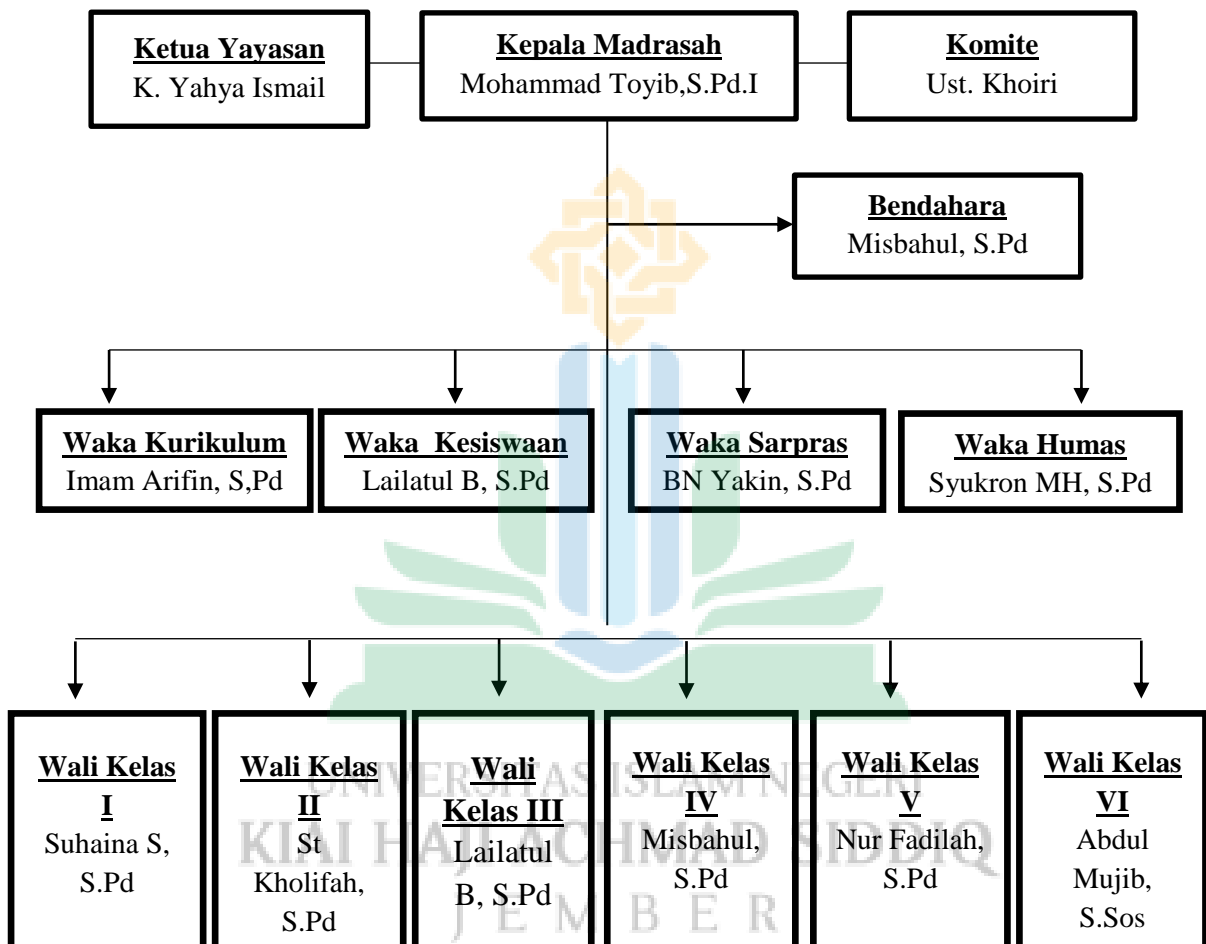 Ketua Yayasan
K. Yahya Ismail
Kepala Madrasah
Mohammad Toyib,S.Pd.I
Komite
Ust. Khoiri
Bendahara
Misbahul, S.Pd
Waka Kurikulum
Imam Arifin, S,Pd
Waka Kesiswaan
Lailatul B, S.Pd
Waka Sarpras
BN Yakin, S.Pd
Waka Humas
Syukron MH, S.Pd
Wali Kelas
I
Suhaina S,
S.Pd
Wali Kelas
II
St
Kholifah,
S.Pd
Wali
Kelas III
Lailatul
B, S.Pd
Wali Kelas
IV
Misbahul,
S.Pd
Wali Kelas
V
Nur Fadilah,
S.Pd
Wali Kelas
VI
Abdul
Mujib,
S.Sos
UNIVERSITAS ISLAM NEGERI
KIAI HAJI ACHMAD SIDDIQ
JEMBER